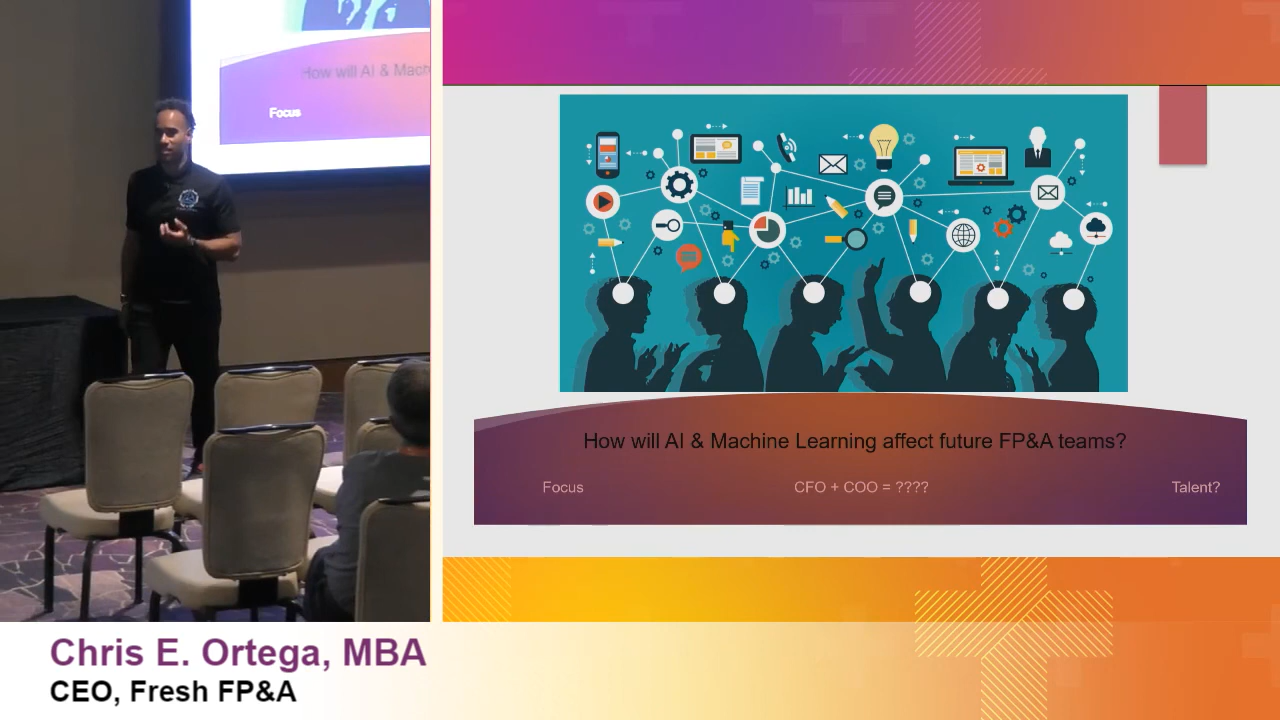 How will AI & Mach
Focus
How will AI & Machine Learning affect future FP&A teams?
Focus
CFO + COO = ????
Talent?
Chris E. Ortega, MBA
CEO, Fresh FP&A